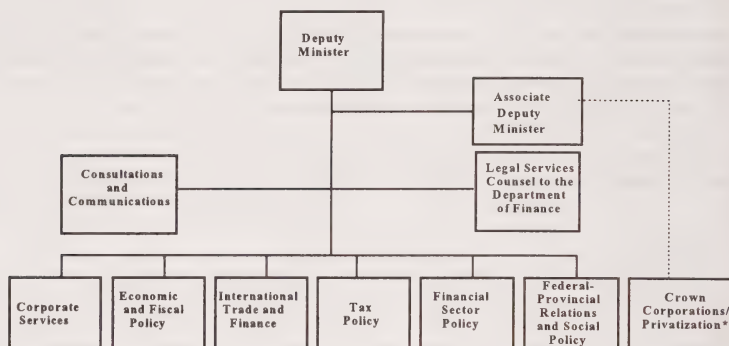 Deputy
Minister
Associate
Deputy
Minister
Consultations
and
Communications
Legal Services
Counsel to the
Department
of Finance
Corporate
Services
Economic
and Fiscal
Policy
International
Trade and
Finance
Tax
Policy
Financial
Sector
Policy
Federal-
Provincial
Relations
and Social
Policy
Crown
Corporations/
Privatization*